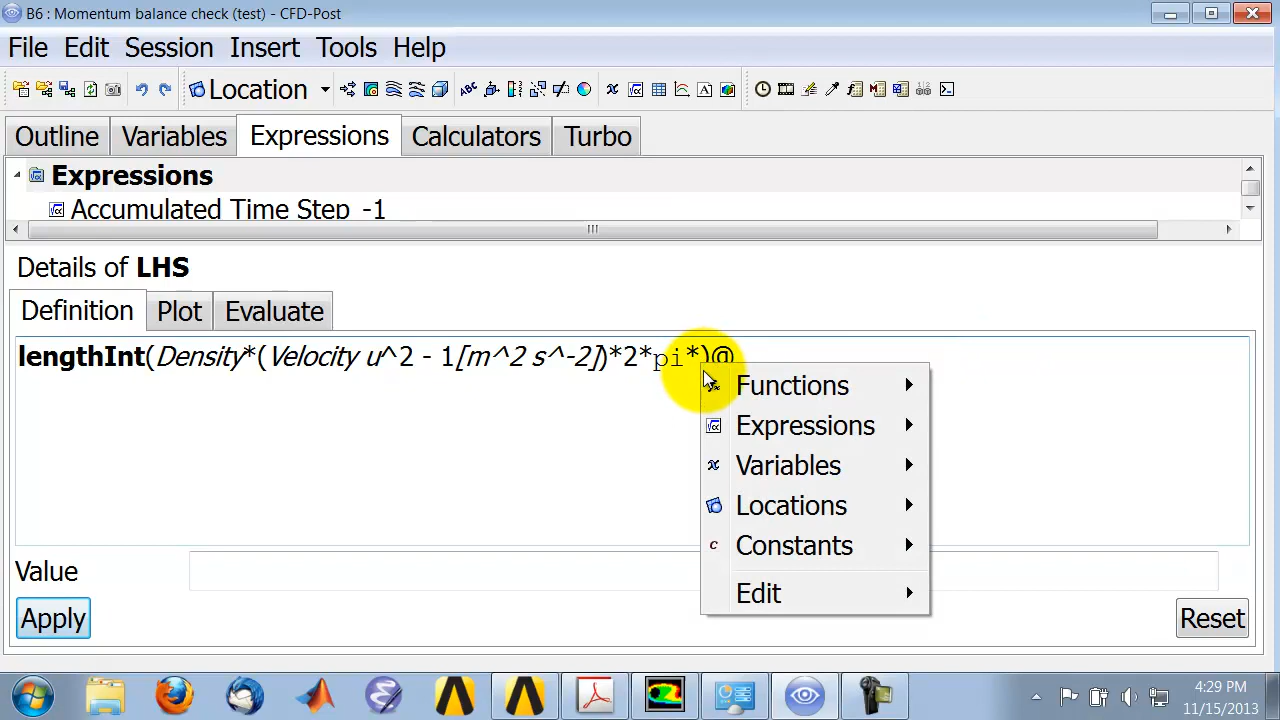 B6 : Momentum balance check (test) - CFD-Post
File Edit Session Insert Tools Help
Location
Outline Variables Expressions Calculators Turbo
Expressions
Accumulated Time Step -1
Details of LHS
Definition Plot Evaluate
lengthInt(Density*(Velocity u^2 - 1[m^2 s^-2])*2*pi*)@
Functions
Expressions
Variables
Locations
Constants
Edit
Value
Apply
Reset
4:29 PM
11/15/2013